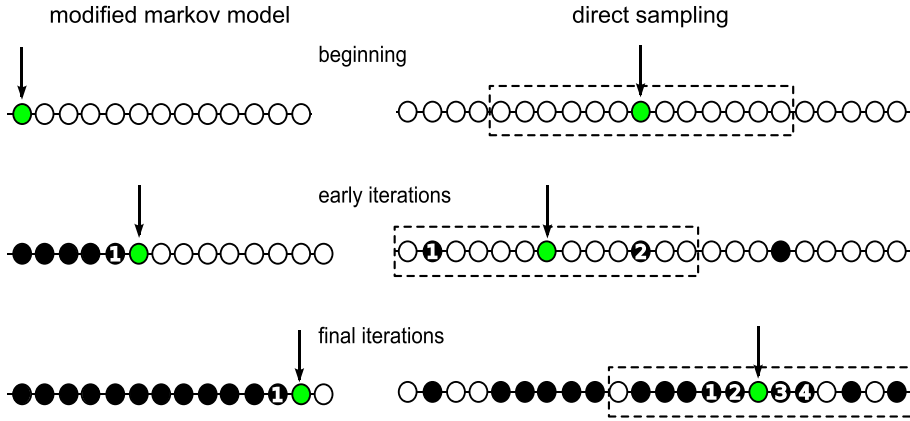 modified markov model
direct sampling
beginning
early iterations
1
1
2
final iterations
1
1 2 3 4